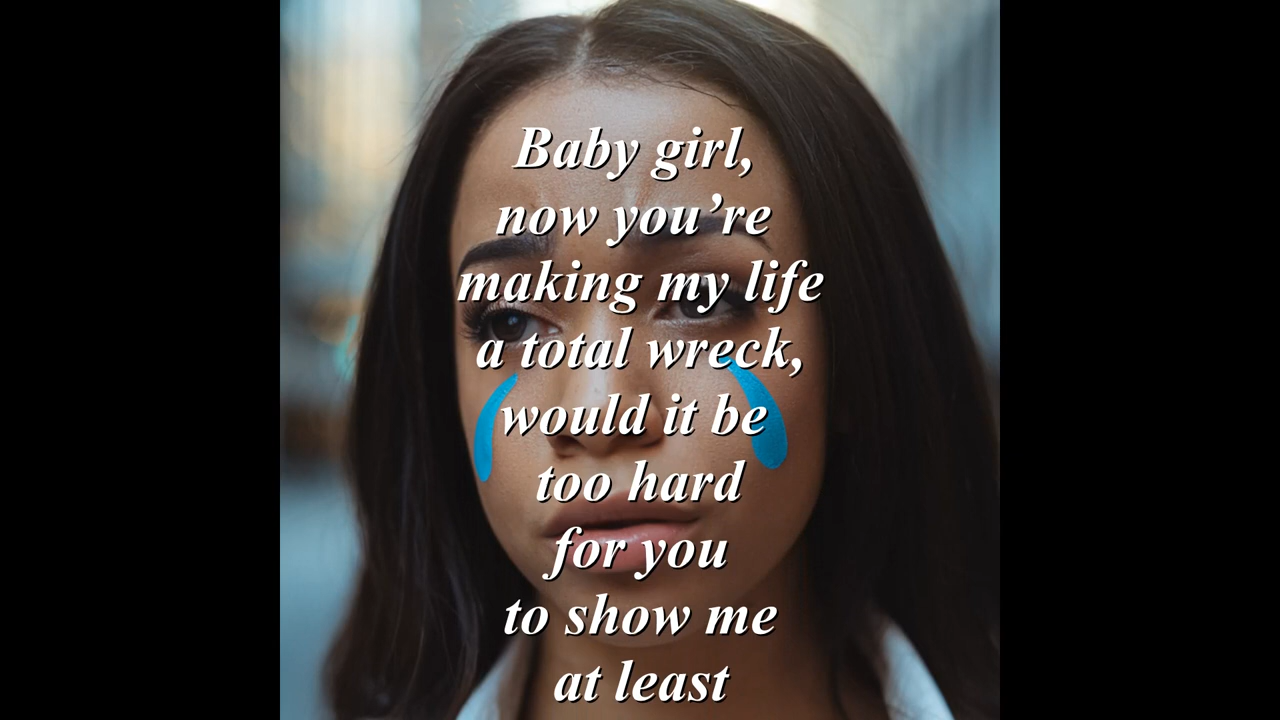 Baby girl,
now you’re
making my life
a total wreck,
would it be
too hard
for you
to show me
at least